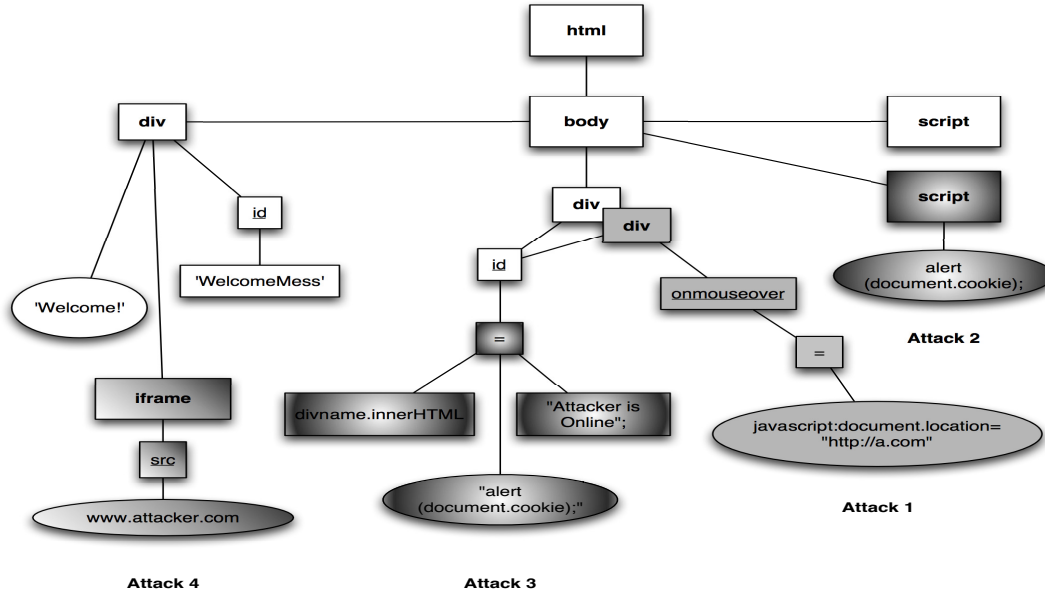 html
div
body
script
script
div
div
id
id
alert
(document.cookie);
'WelcomeMess'
onmouseover
'Welcome!'
Attack 2
=
=
iframe
divname.innerHTML
"Attacker is
Online";
javascript:document.location=
"http://a.com"
src
"alert
(document.cookie);"
www.attacker.com
Attack 1
Attack 4
Attack 3